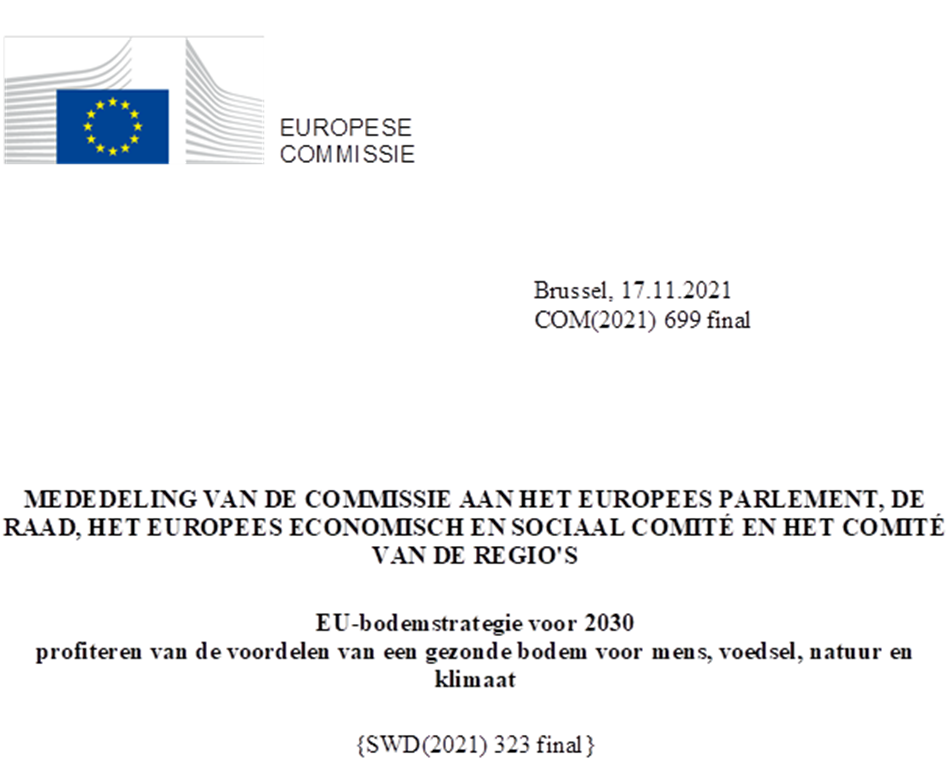 EUROPESE
COMMISSIE
Brussel, 17.11.2021
COM(2021) 699 final
MEDEDELING VAN DE COMMISSIE AAN HET EUROPEES PARLEMENT, DE
RAAD, HET EUROPEES ECONOMISCH EN SOCIAAL COMITÉ EN HET COMITÉ
VAN DE REGIO'S
EU-bodemstrategie voor 2030
profiteren van de voordelen van een gezonde bodem voor mens, voedsel, natuur en
klimaat
{SWD(2021) 323 final}